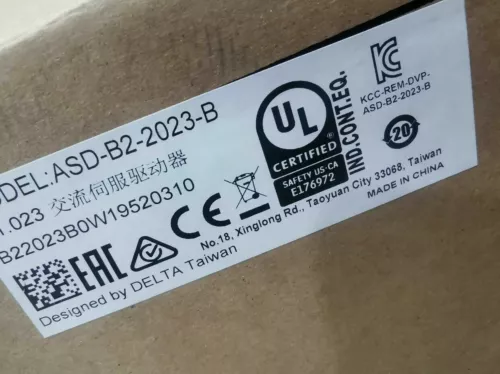 ODEL:ASD-B2-2023-B
,023 交流伺服驱动器
B22023B0W19520310
EAC
CE
Designed by DELTA Taiwan
UL
CERTIFIED
SAFETY US-CA
E176972
IND.CONT.EQ.
KCC-REM-DVP-
ASD-B2-2023-B
20
No.18, Xinglong Rd., Taoyuan City 33068, Taiwan
MADE IN CHINA